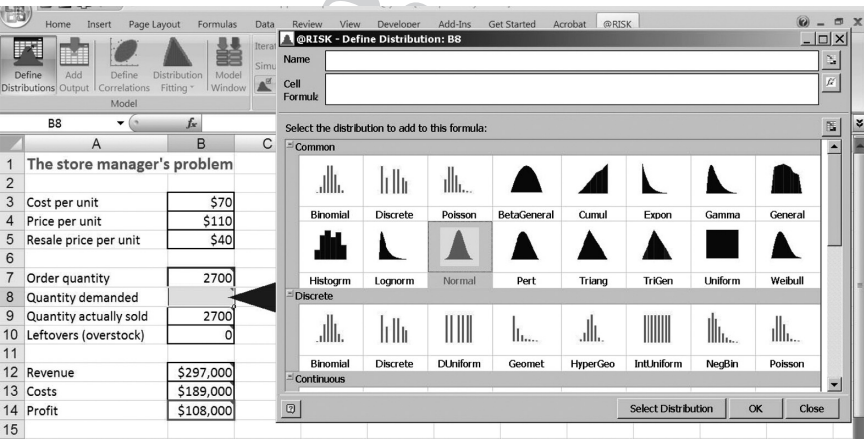 Home Insert Page Layout Formulas Data Review View Developer Add-Ins Get Started Acrobat @RISK
Define Distributions
Add Output
Define Correlations
Distribution Fitting
Model Window
Iterat
Simu
Model
B8 fx
A B C
1 The store manager's problem
2
3 Cost per unit $70
4 Price per unit $110
5 Resale price per unit $40
6
7 Order quantity 2700
8 Quantity demanded
9 Quantity actually sold 2700
10 Leftovers (overstock) 0
11
12 Revenue $297,000
13 Costs $189,000
14 Profit $108,000
15
@RISK - Define Distribution: B8
Name
Cell
Formula
Select the distribution to add to this formula:
Common
Binomial Discrete Poisson BetaGeneral Cumul Expon Gamma General
Histogrm Lognorm Normal Pert Triang TriGen Uniform Weibull
Discrete
Binomial Discrete DUniform Geomet HyperGeo IntUniform NegBin Poisson
Continuous
Select Distribution OK Close